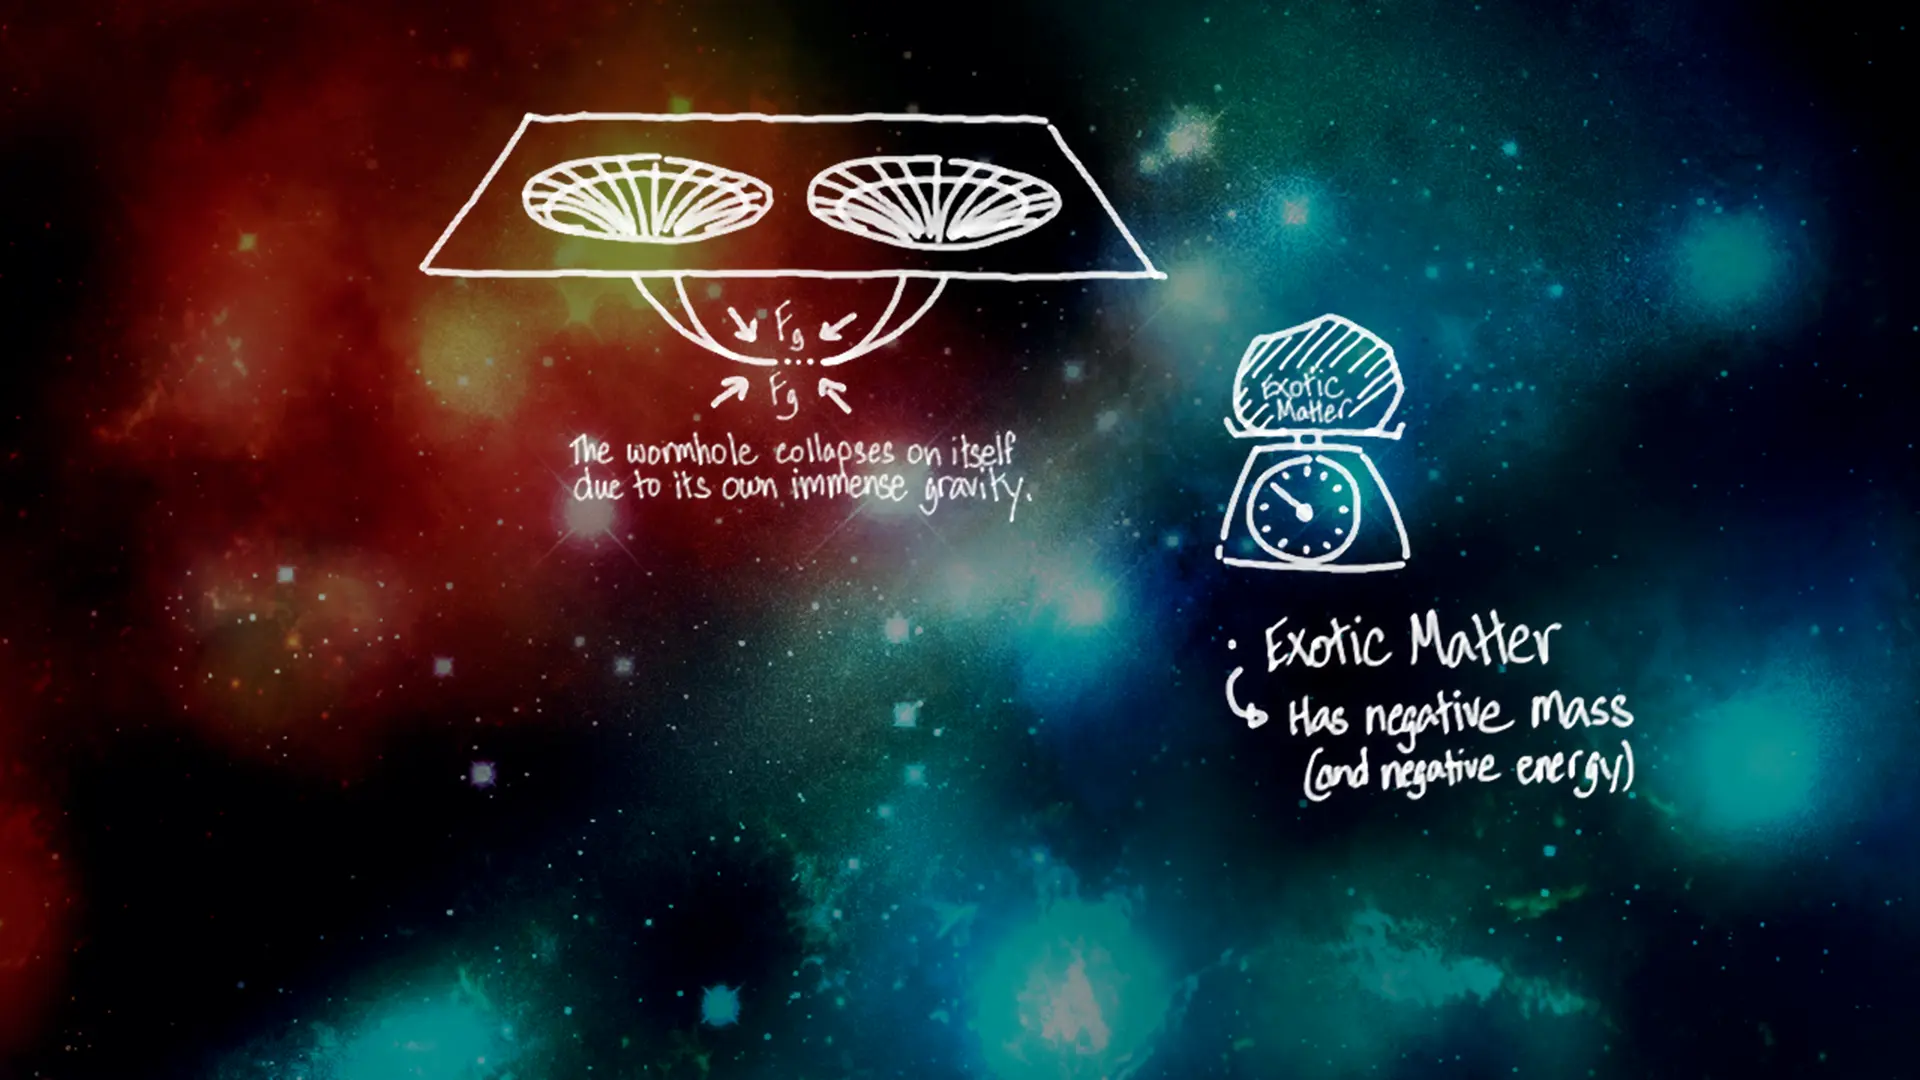 Fg
Fg
The wormhole collapses on itself
due to its own immense gravity.
Exotic
Matter
· Exotic Matter
Has negative mass
(and negative energy)